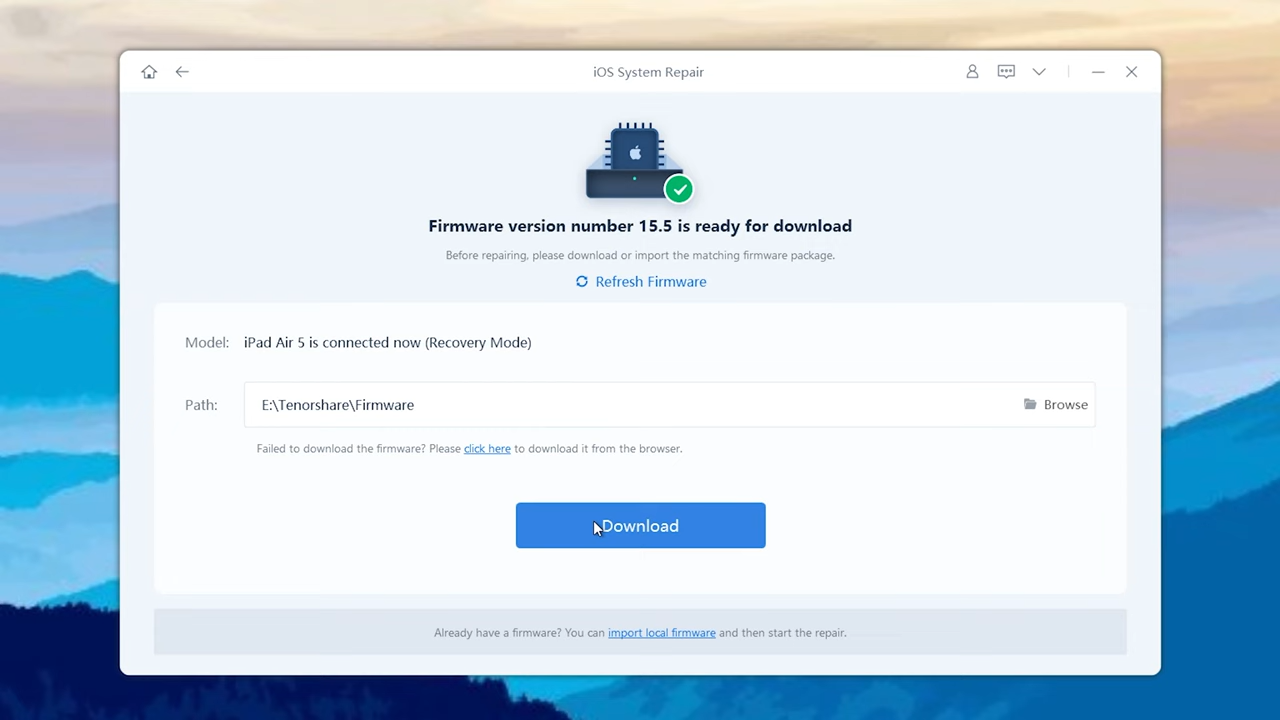 iOS System Repair
Firmware version number 15.5 is ready for download
Before repairing, please download or import the matching firmware package.
Refresh Firmware
Model: iPad Air 5 is connected now (Recovery Mode)
Path: E:\Tenorshare\Firmware Browse
Failed to download the firmware? Please click here to download it from the browser.
Download
Already have a firmware? You can import local firmware and then start the repair.